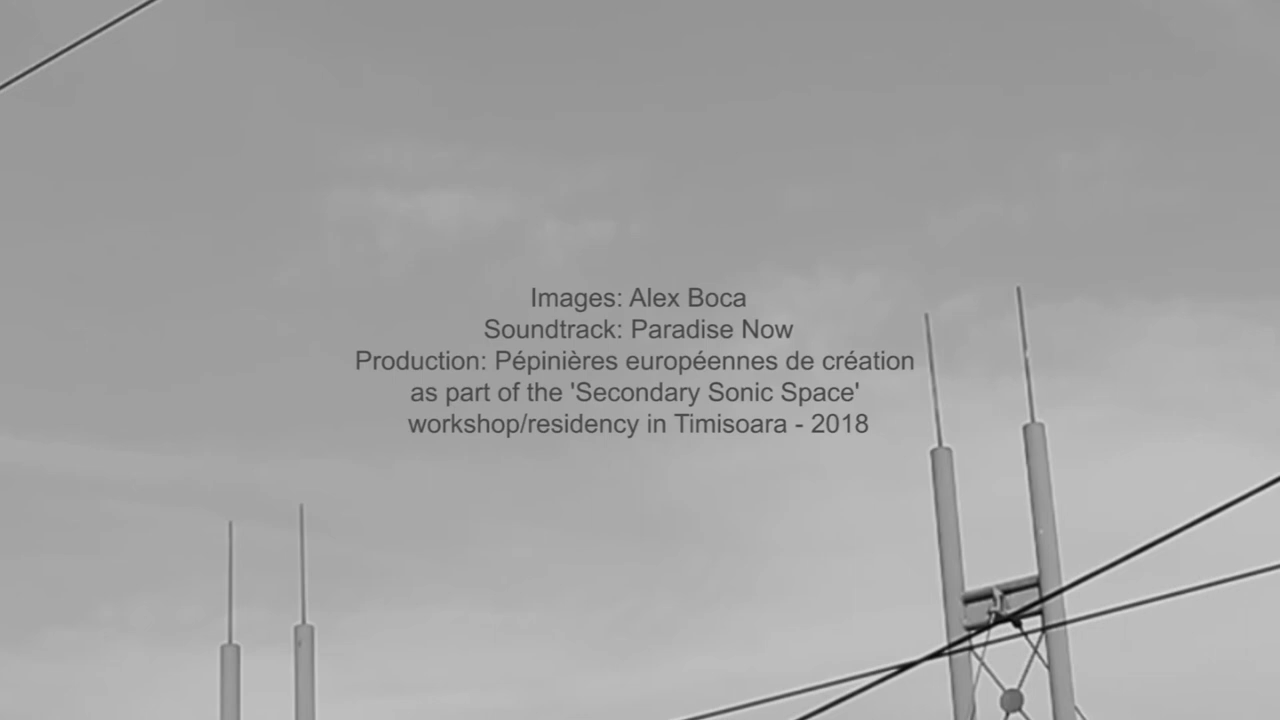 Images: Alex Boca
Soundtrack: Paradise Now
Production: Pépinières européennes de création
as part of the 'Secondary Sonic Space'
workshop/residency in Timisoara - 2018